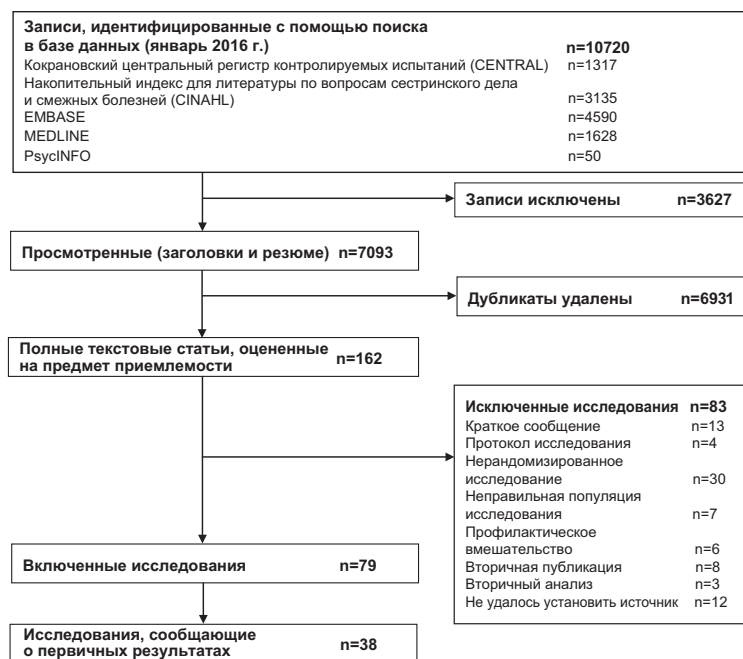 Записи, идентифицированные с помощью поиска
в базе данных (январь 2016 г.) n=10720
Кокрановский центральный регистр контролируемых испытаний (CENTRAL) n=1317
Накопительный индекс для литературы по вопросам сестринского дела
и смежных болезней (CINAHL) n=3135
EMBASE n=4590
MEDLINE n=1628
PsycINFO n=50
Записи исключены n=3627
Просмотренные (заголовки и резюме) n=7093
Дубликаты удалены n=6931
Полные текстовые статьи, оцененные
на предмет приемлемости n=162
Исключенные исследования n=83
Краткое сообщение n=13
Протокол исследования n=4
Нерандомизированное
исследование n=30
Неправильная популяция
исследования n=7
Профилактическое
вмешательство n=6
Вторичная публикация n=8
Вторичный анализ n=3
Не удалось установить источник n=12
Включенные исследования n=79
Исследования, сообщающие
о первичных результатах n=38